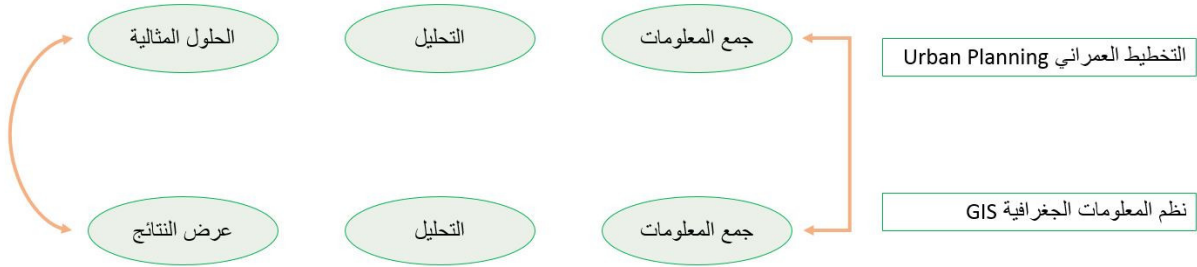 التخطيط العمراني Urban Planning
جمع المعلومات
التحليل
الحلول المثالية
نظم المعلومات الجغرافية GIS
جمع المعلومات
التحليل
عرض النتائج